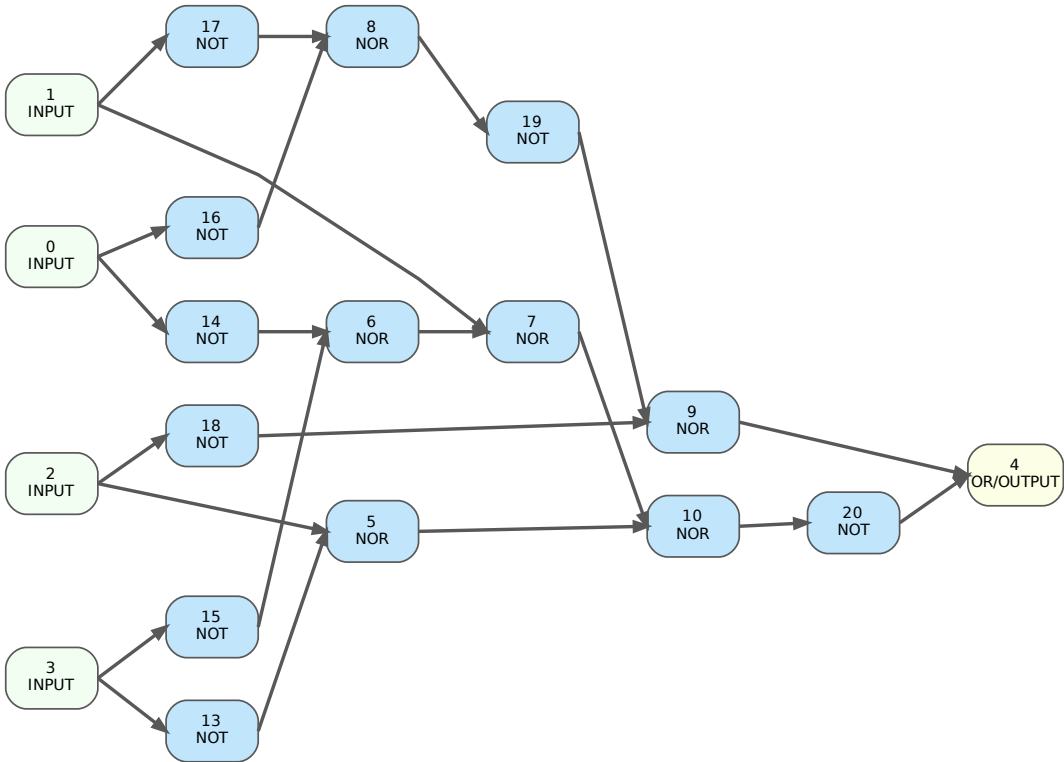 17
NOT
8
NOR
1
INPUT
19
NOT
16
NOT
0
INPUT
14
NOT
6
NOR
7
NOR
9
NOR
18
NOT
2
INPUT
4
OR/OUTPUT
5
NOR
10
NOR
20
NOT
15
NOT
3
INPUT
13
NOT